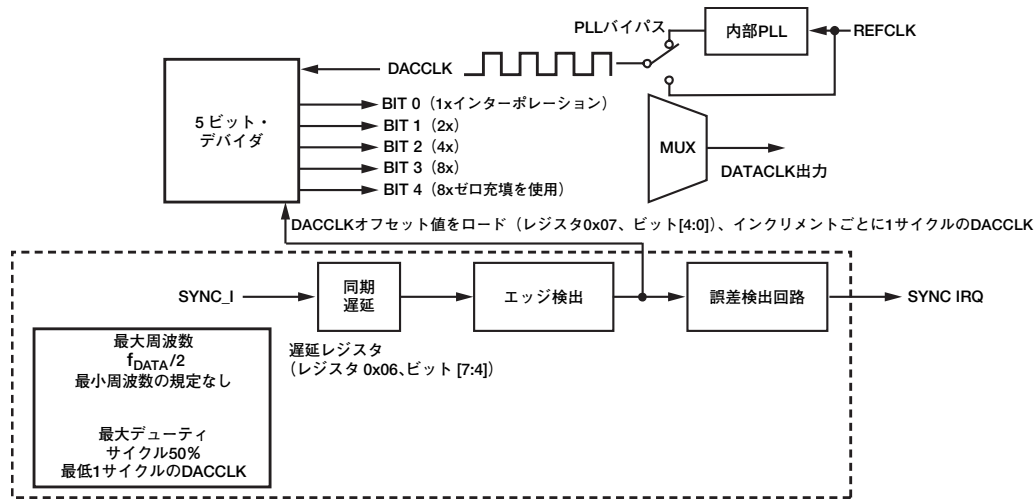 PLLバイパス
内部PLL
REFCLK
DACCLK
5 ビット・
デバイダ
BIT 0（1xインターポレーション）
BIT 1（2x）
BIT 2（4x）
BIT 3（8x）
BIT 4（8xゼロ充填を使用）
MUX
DATACLK出力
DACCLKオフセット値をロード（レジスタ0x07、ビット[4:0]）、インクリメントごとに1サイクルのDACCLK
SYNC_I
同期
遅延
エッジ検出
誤差検出回路
SYNC IRQ
遅延レジスタ
（レジスタ 0x06、ビット [7:4]）
最大周波数
fDATA/2
最小周波数の規定なし
最大デューティ
サイクル50%
最低1サイクルのDACCLK